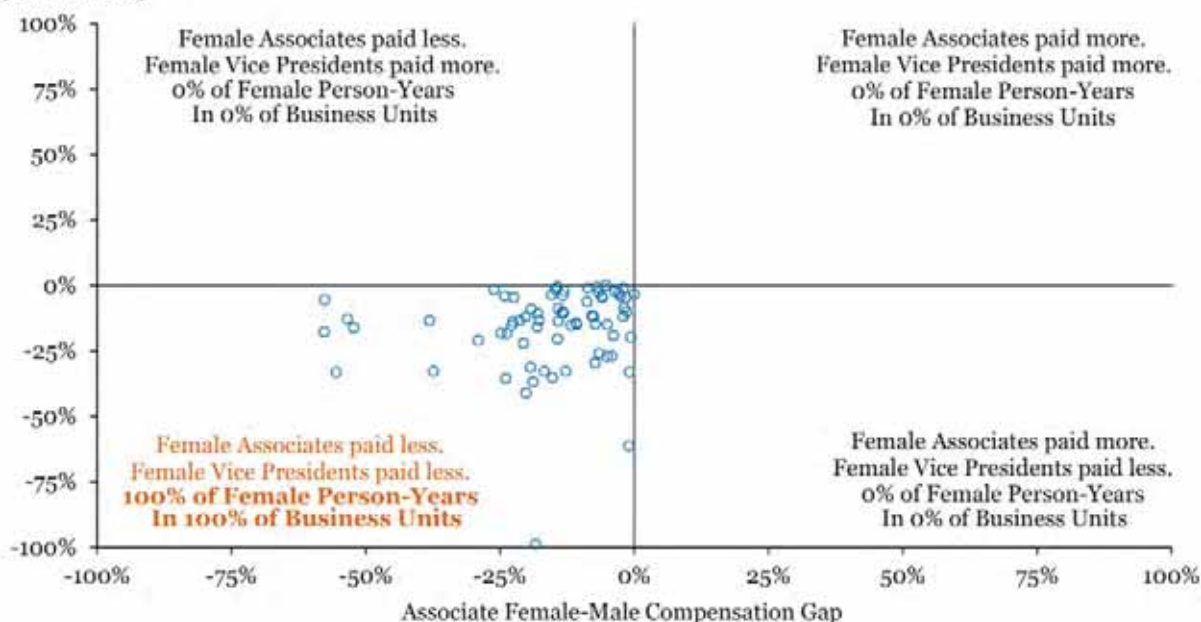 100%
Female Associates paid less.
Female Vice Presidents paid more.
0% of Female Person-Years
In 0% of Business Units
Female Associates paid more.
Female Vice Presidents paid more.
0% of Female Person-Years
In 0% of Business Units
75%
50%
25%
0%
-25%
-50%
-75%
-100%
Female Associates paid less.
Female Vice Presidents paid less.
100% of Female Person-Years
In 100% of Business Units
Female Associates paid more.
Female Vice Presidents paid less.
0% of Female Person-Years
In 0% of Business Units
-100% -75% -50% -25% 0% 25% 50% 75% 100%
Associate Female-Male Compensation Gap